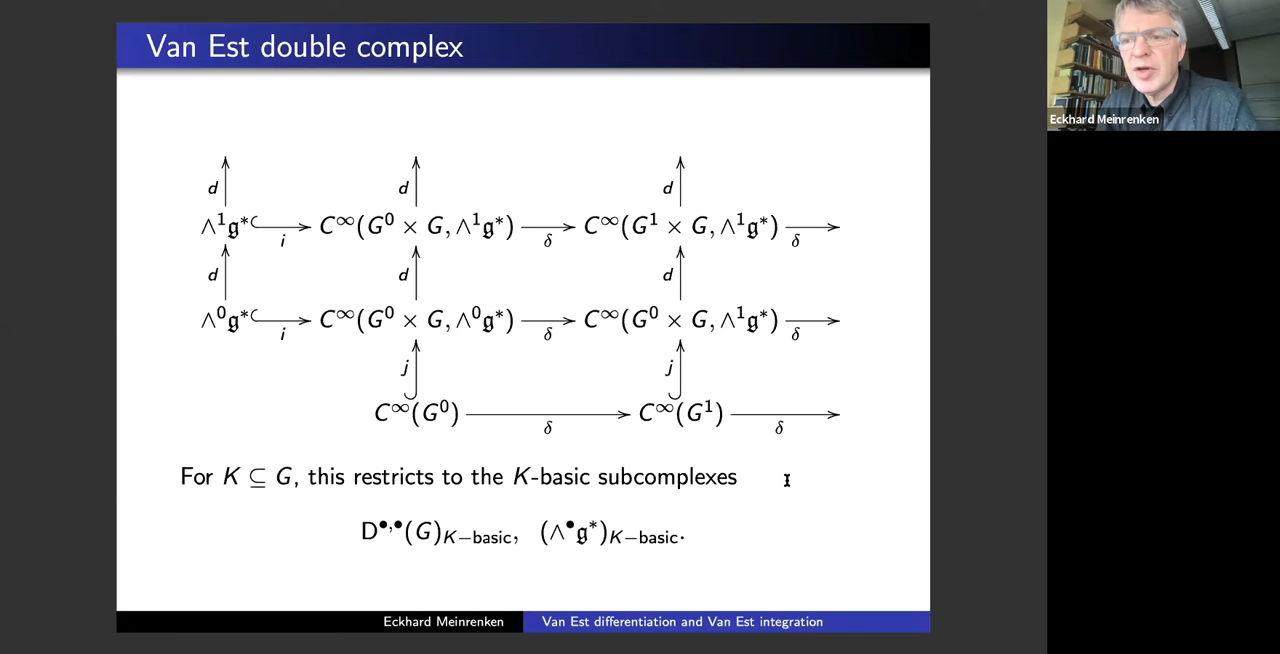 Van Est double complex
Eckhard Meinrenken
d d d
∧¹𝔤* i C^∞(G⁰ × G, ∧¹𝔤*) δ C^∞(G¹ × G, ∧¹𝔤*) δ
d d d
∧⁰𝔤* i C^∞(G⁰ × G, ∧⁰𝔤*) δ C^∞(G⁰ × G, ∧¹𝔤*) δ
j j
C^∞(G⁰) δ C^∞(G¹) δ
For K ⊆ G, this restricts to the K-basic subcomplexes
D^{•,•}(G)_{K−basic}, (∧^•𝔤*)_{K−basic}.
Eckhard Meinrenken Van Est differentiation and Van Est integration